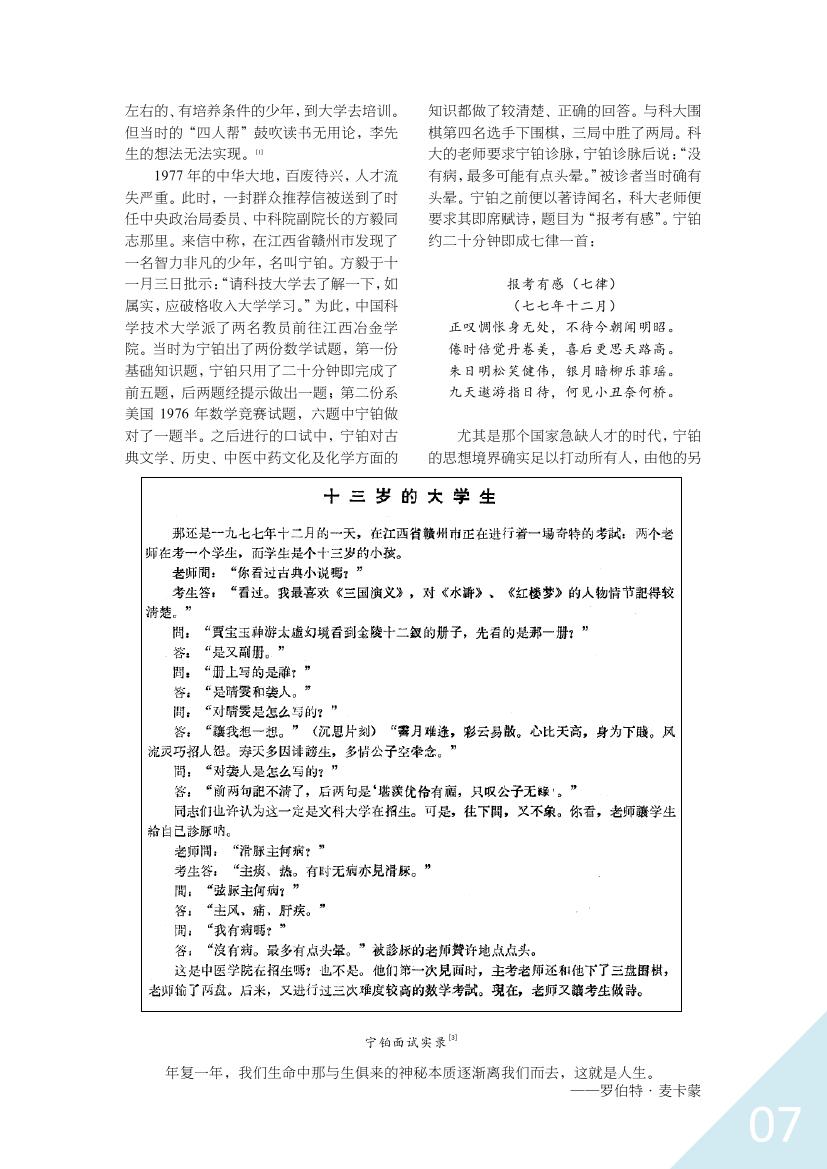 左右的、有培养条件的少年，到大学去培训。
但当时的“四人帮”鼓吹读书无用论，李先
生的想法无法实现。[1]
1977 年的中华大地，百废待兴，人才流
失严重。此时，一封群众推荐信被送到了时
任中央政治局委员、中科院副院长的方毅同
志那里。来信中称，在江西省赣州市发现了
一名智力非凡的少年，名叫宁铂。方毅于十
一月三日批示：“请科技大学去了解一下，如
属实，应破格收入大学学习。”为此，中国科
学技术大学派了两名教员前往江西冶金学
院。当时为宁铂出了两份数学试题，第一份
基础知识题，宁铂只用了二十分钟即完成了
前五题，后两题经提示做出一题；第二份系
美国 1976 年数学竞赛试题，六题中宁铂做
对了一题半。之后进行的口试中，宁铂对古
典文学、历史、中医中药文化及化学方面的
知识都做了较清楚、正确的回答。与科大围
棋第四名选手下围棋，三局中胜了两局。科
大的老师要求宁铂诊脉，宁铂诊脉后说：“没
有病，最多可能有点头晕。”被诊者当时确有
头晕。宁铂之前便以著诗闻名，科大老师便
要求其即席赋诗，题目为“报考有感”。宁铂
约二十分钟即成七律一首：
报考有感（七律）
（七七年十二月）
正叹惆怅身无处，不待今朝闻明昭。
倦时倍觉丹卷美，喜后更思天路高。
朱日明松笑健伟，银月暗柳乐菲瑶。
九天遨游指日待，何见小丑奈何桥。
尤其是那个国家急缺人才的时代，宁铂
的思想境界确实足以打动所有人，由他的另
十三岁的大学生
那还是一九七七年十二月的一天，在江西省赣州市正在进行着一場奇特的考試：两个老
师在考一个学生，而学生是个十三岁的小孩。
老师問：“你看过古典小说嗎？”
考生答：“看过。我最喜欢《三国演义》，对《水滸》、《红楼梦》的人物情节記得较
清楚。”
問：“賈宝玉神游太虚幻境看到金陵十二釵的册子，先看的是那一册？”
答：“是又副册。”
問：“册上写的是誰？”
答：“是晴雯和袭人。”
問：“对晴雯是怎么写的？”
答：“讓我想一想。”（沉思片刻）“霽月难逢，彩云易散。心比天高，身为下賤。风
流灵巧招人怨。寿夭多因诽謗生，多情公子空牵念。”
問：“对袭人是怎么写的？”
答：“前两句記不清了，后两句是‘堪羡优伶有福，只叹公子无緣’。”
同志们也许认为这一定是文科大学在招生。可是，往下問，又不象。你看，老师讓学生
給自己診脉呐。
老师問：“滑脉主何病？”
考生答：“主痰、热。有时无病亦見滑脉。”
問：“弦脉主何病？”
答：“主风、痛、肝疾。”
問：“我有病嗎？”
答：“沒有病。最多有点头晕。”被診脉的老师贊许地点点头。
这是中医学院在招生嗎？也不是。他们第一次見面时，主考老师还和他下了三盘围棋，
老师输了两盘。后来，又进行过三次难度较高的数学考試。現在，老师又讓考生做詩。
宁铂面试实录[3]
年复一年，我们生命中那与生俱来的神秘本质逐渐离我们而去，这就是人生。
——罗伯特·麦卡蒙
07